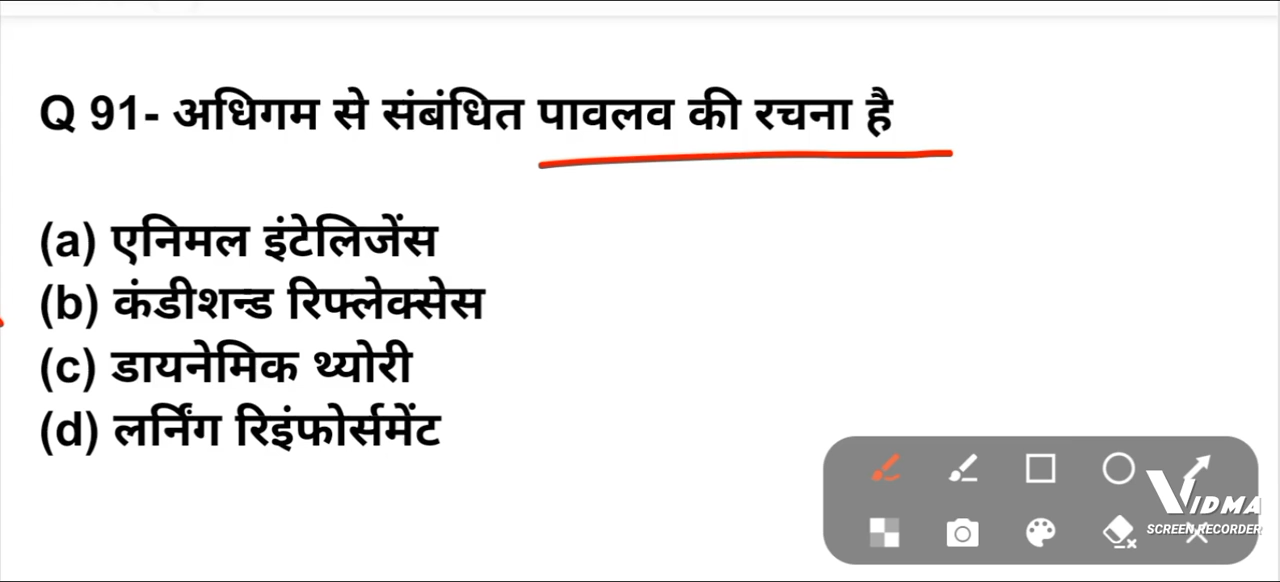 Q 91- अधिगम से संबंधित पावलव की रचना है
(a) एनिमल इंटेलिजेंस
(b) कंडीशन्ड रिफ्लेक्सेस
(c) डायनेमिक थ्योरी
(d) लर्निंग रिइंफोर्समेंट
VIDMA
SCREEN RECORDER